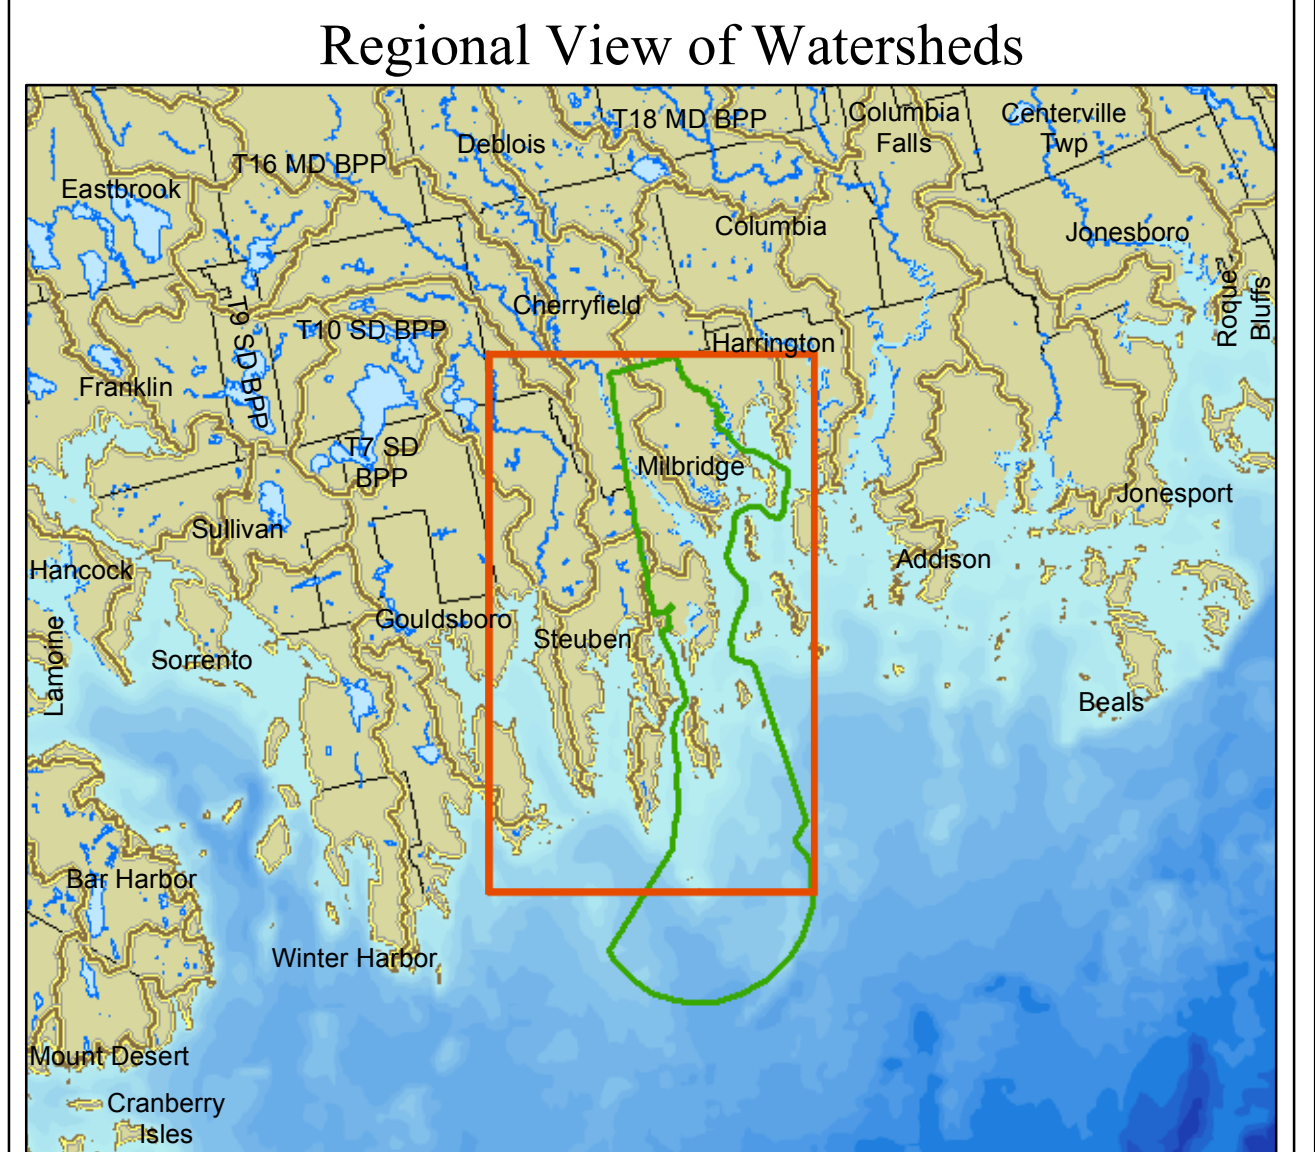 Regional View of Watersheds
T18 MD BPP
Columbia
Falls
Centerville
Twp
Deblois
T16 MD BPP
Eastbrook
Columbia
Jonesboro
Roque
Bluffs
Cherryfield
T9 SD BPP
T10 SD BPP
Harrington
Franklin
T7 SD
BPP
Milbridge
Jonesport
Sullivan
Addison
Hancock
Gouldsboro
Steuben
Lamoine
Sorrento
Beals
Bar Harbor
Winter Harbor
Mount Desert
Cranberry
Isles